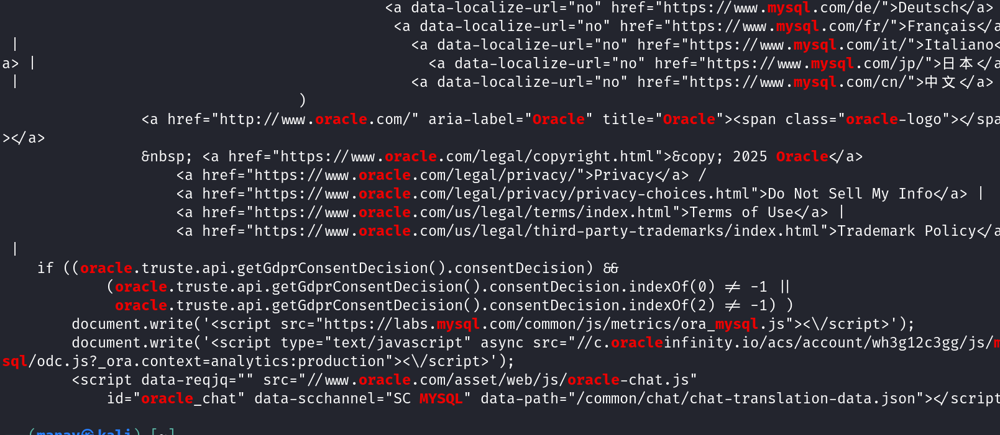 <a data-localize-url="no" href="https://www.mysql.com/de/">Deutsch</a>
<a data-localize-url="no" href="https://www.mysql.com/fr/">Français</a
|                                              <a data-localize-url="no" href="https://www.mysql.com/it/">Italiano<
a> |                                              <a data-localize-url="no" href="https://www.mysql.com/jp/">日本</a
|                                              <a data-localize-url="no" href="https://www.mysql.com/cn/">中文</a>
)
<a href="http://www.oracle.com/" aria-label="Oracle" title="Oracle"><span class="oracle-logo"></spa
></a>
&nbsp; <a href="https://www.oracle.com/legal/copyright.html">&copy; 2025 Oracle</a>
<a href="https://www.oracle.com/legal/privacy/">Privacy</a> /
<a href="https://www.oracle.com/legal/privacy/privacy-choices.html">Do Not Sell My Info</a> |
<a href="https://www.oracle.com/us/legal/terms/index.html">Terms of Use</a> |
<a href="https://www.oracle.com/us/legal/third-party-trademarks/index.html">Trademark Policy</a
|
if ((oracle.truste.api.getGdprConsentDecision().consentDecision) &&
(oracle.truste.api.getGdprConsentDecision().consentDecision.indexOf(0) != -1 ||
oracle.truste.api.getGdprConsentDecision().consentDecision.indexOf(2) != -1) )
document.write('<script src="https://labs.mysql.com/common/js/metrics/ora_mysql.js"><\/script>');
document.write('<script type="text/javascript" async src="//c.oracleinfinity.io/acs/account/wh3g12c3gg/js/m
sql/odc.js?_ora.context=analytics:production"><\/script>');
<script data-reqjq="" src="//www.oracle.com/asset/web/js/oracle-chat.js"
id="oracle_chat" data-scchannel="SC MYSQL" data-path="/common/chat/chat-translation-data.json"></script
(manav㉿kali) [~]